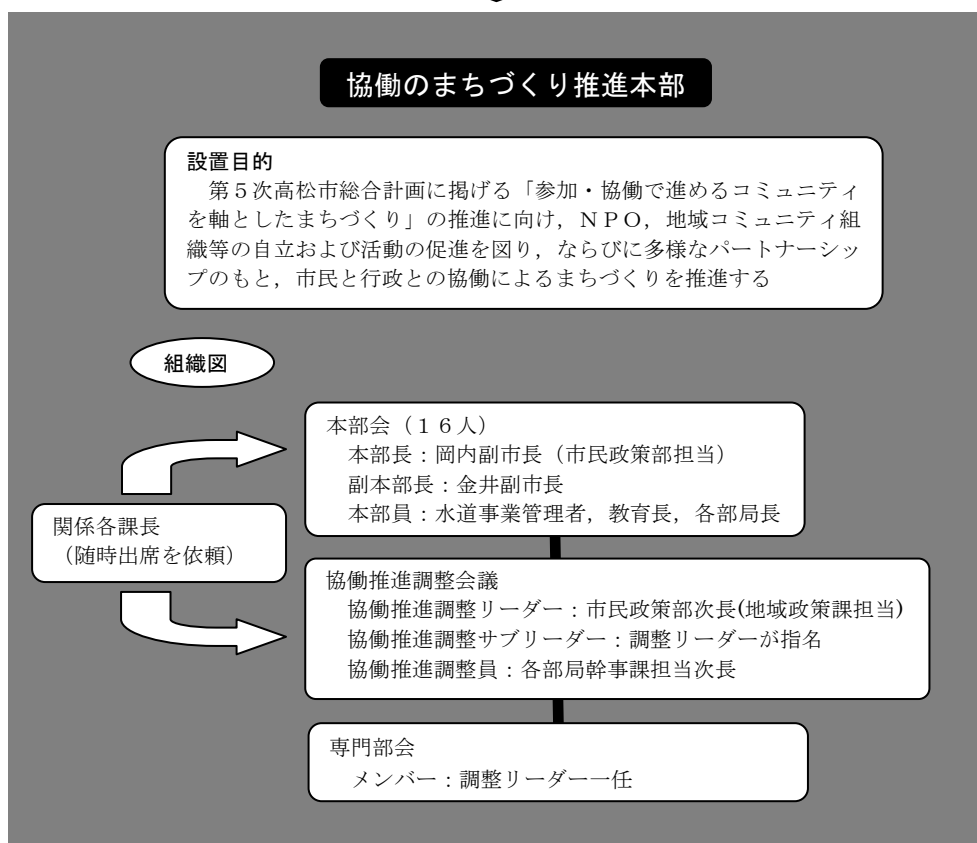 協働のまちづくり推進本部
設置目的
第５次高松市総合計画に掲げる「参加・協働で進めるコミュニティ
を軸としたまちづくり」の推進に向け，ＮＰＯ，地域コミュニティ組
織等の自立および活動の促進を図り，ならびに多様なパートナーシッ
プのもと，市民と行政との協働によるまちづくりを推進する
組織図
本部会（１６人）
本部長：岡内副市長（市民政策部担当）
副本部長：金井副市長
本部員：水道事業管理者，教育長，各部局長
関係各課長
（随時出席を依頼）
協働推進調整会議
協働推進調整リーダー：市民政策部次長(地域政策課担当)
協働推進調整サブリーダー：調整リーダーが指名
協働推進調整員：各部局幹事課担当次長
専門部会
メンバー：調整リーダー一任